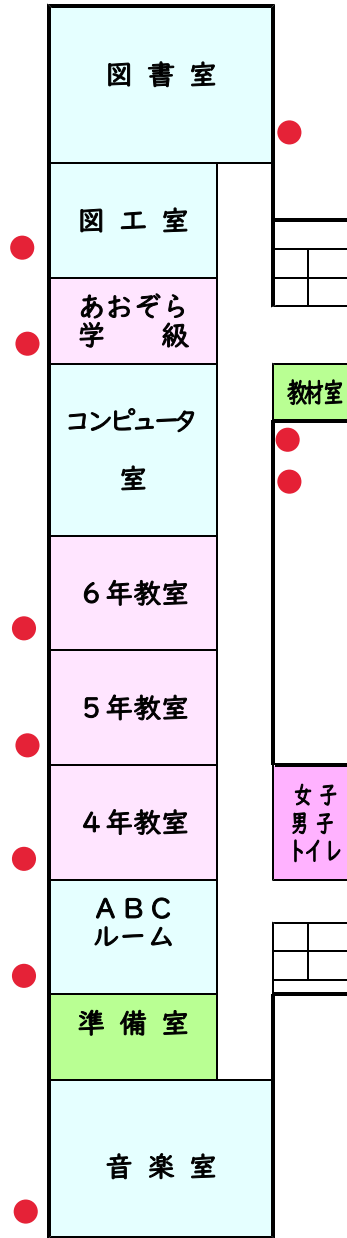 図書室
図工室
あおぞら
学級
コンピュータ
室
教材室
６年教室
５年教室
４年教室
女子
男子
トイレ
ＡＢＣ
ルーム
準備室
音楽室